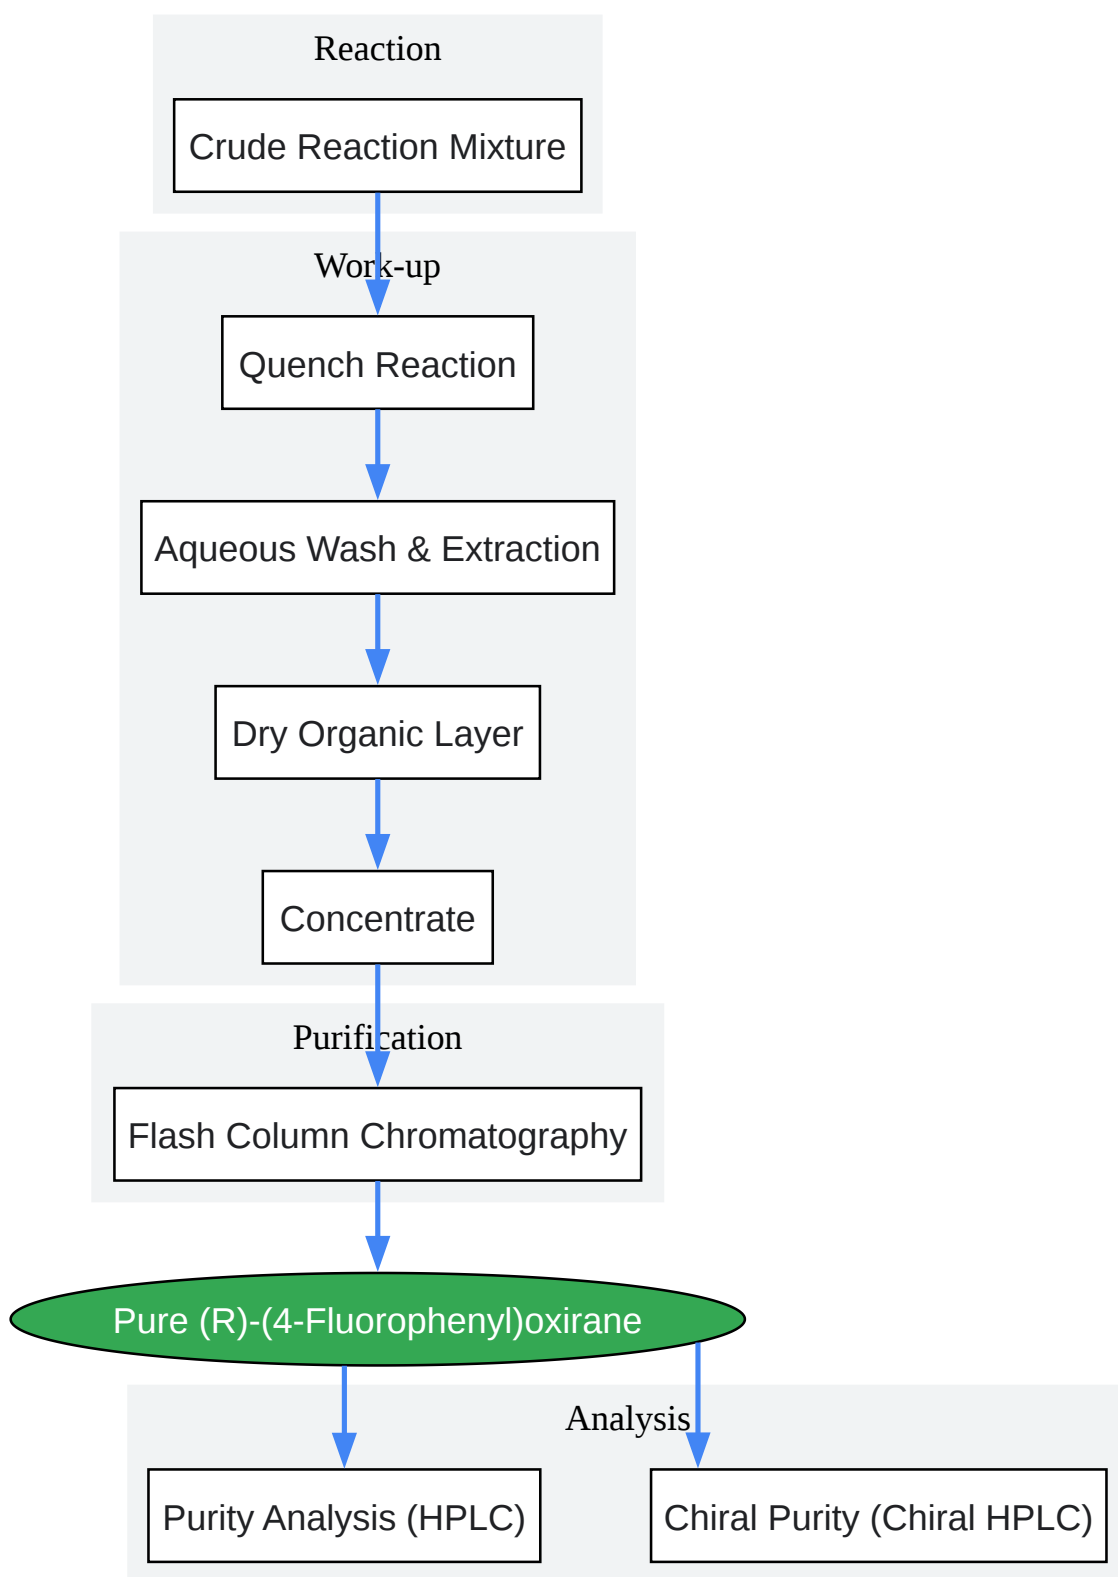 Reaction
Crude Reaction Mixture
Work-up
Quench Reaction
Aqueous Wash & Extraction
Dry Organic Layer
Concentrate
Purification
Flash Column Chromatography
Pure (R)-(4-Fluorophenyl)oxirane
Analysis
Purity Analysis (HPLC)
Chiral Purity (Chiral HPLC)